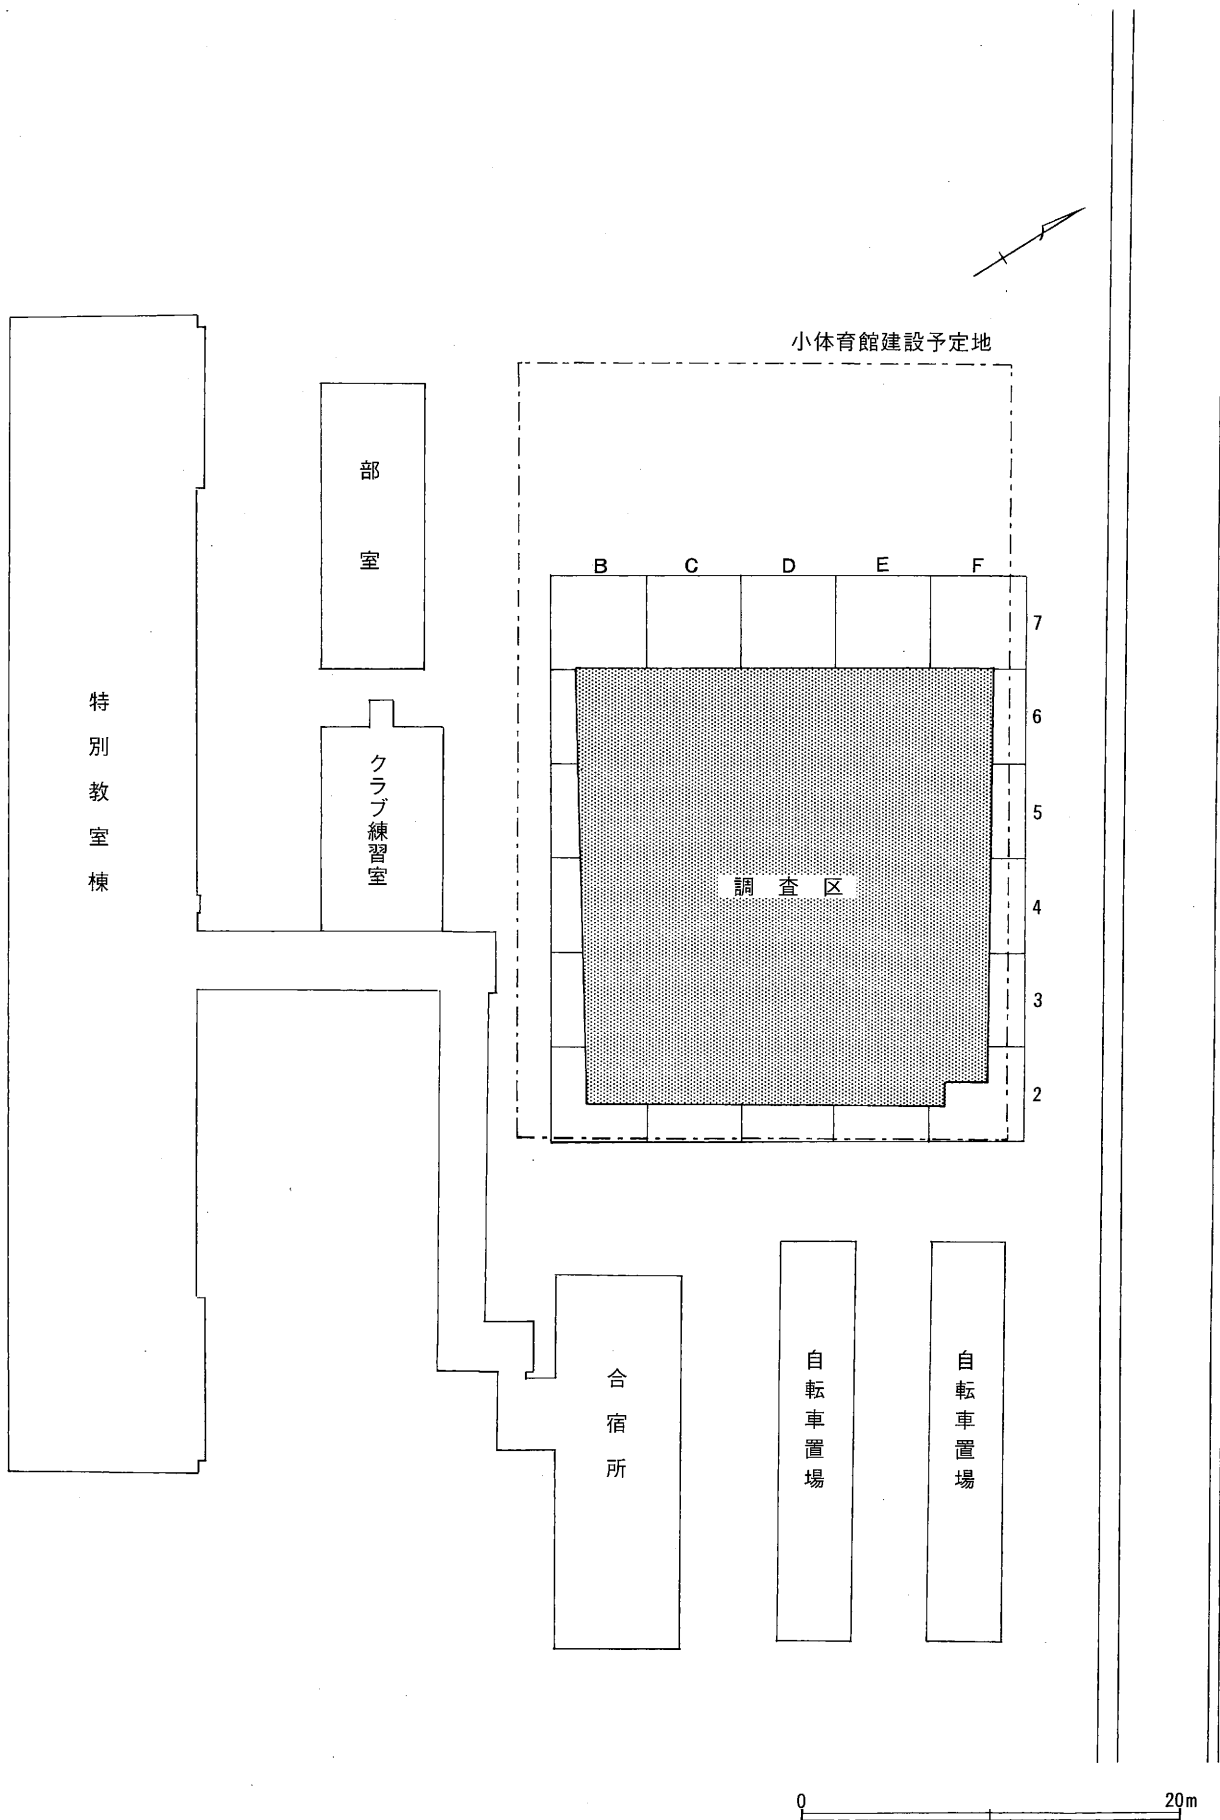 小体育館建設予定地
部室
B C D E F
7
6
5
4
3
2
特別教室棟
クラブ練習室
調査区
合宿所
自転車置場
自転車置場
0 20m